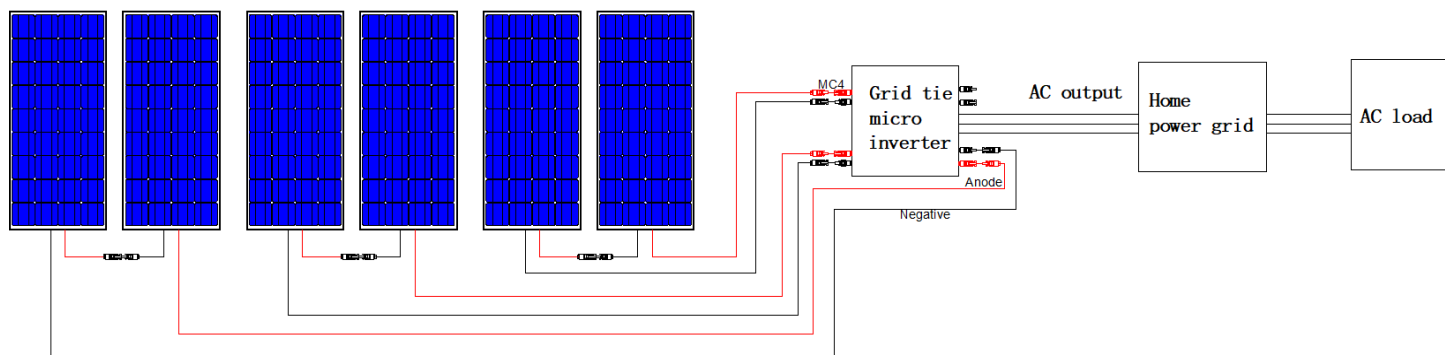 MC4
Grid tie
micro
inverter
Anode
Negative
AC output
Home
power grid
AC load